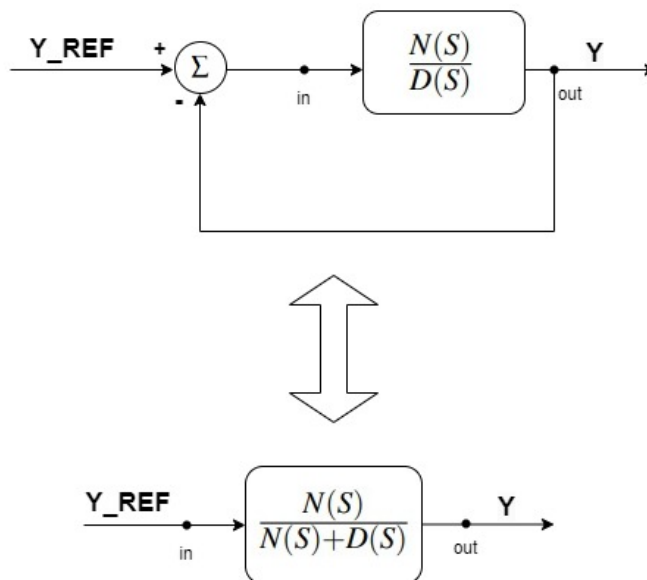 Y_REF
+
Σ
-
in
N(S)
D(S)
Y
out
Y_REF
in
N(S)
N(S)+D(S)
Y
out